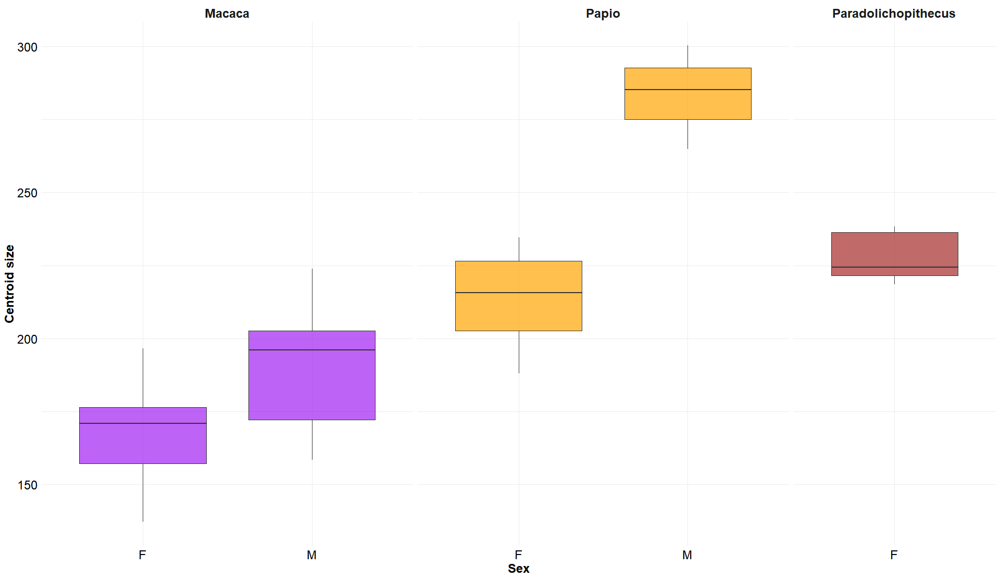 Macaca
Papio
Paradolichopithecus
300
250
200
150
Centroid size
F
M
F
M
F
Sex